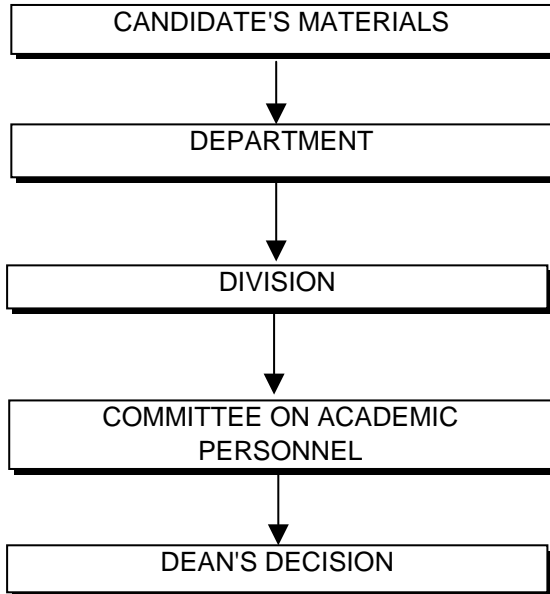 CANDIDATE'S MATERIALS
DEPARTMENT
DIVISION
COMMITTEE ON ACADEMIC
PERSONNEL
DEAN'S DECISION